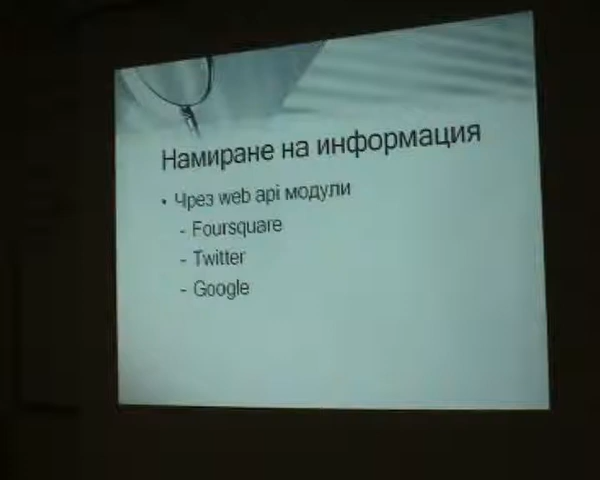 Намиране на информация
• Чрез web api модули
- Foursquare
- Twitter
- Google